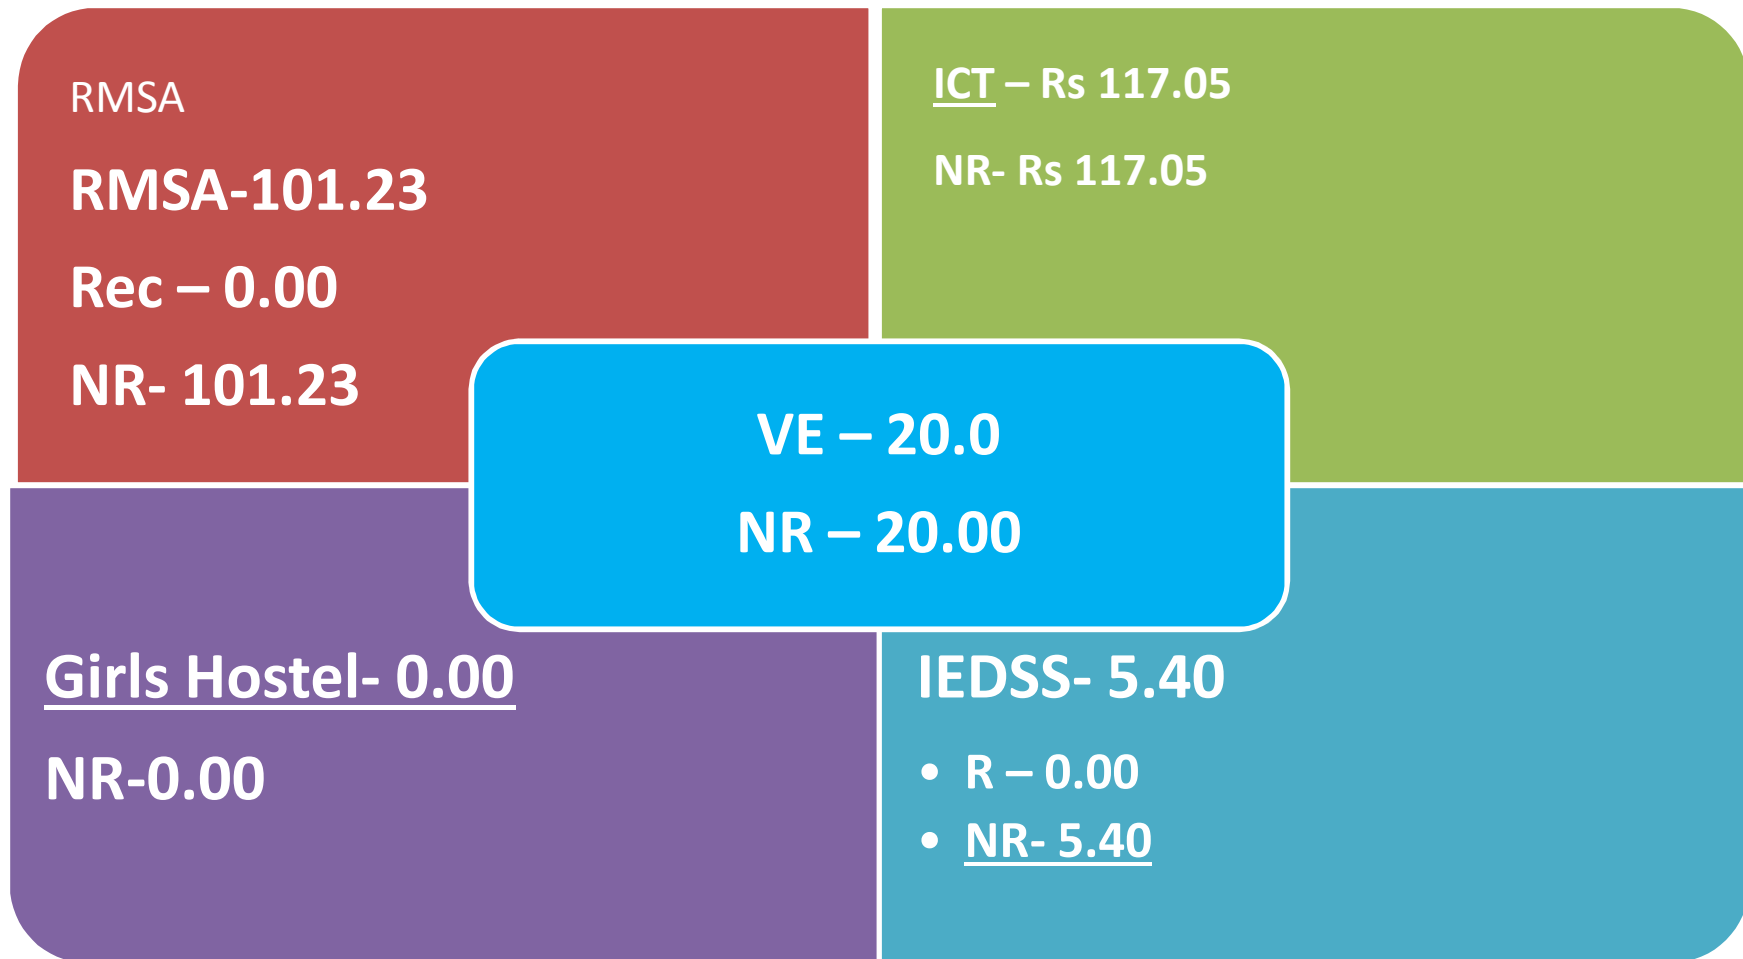 RMSA
RMSA-101.23
Rec – 0.00
NR- 101.23
ICT – Rs 117.05
NR- Rs 117.05
VE – 20.0
NR – 20.00
Girls Hostel- 0.00
NR-0.00
IEDSS- 5.40
• R – 0.00
• NR- 5.40